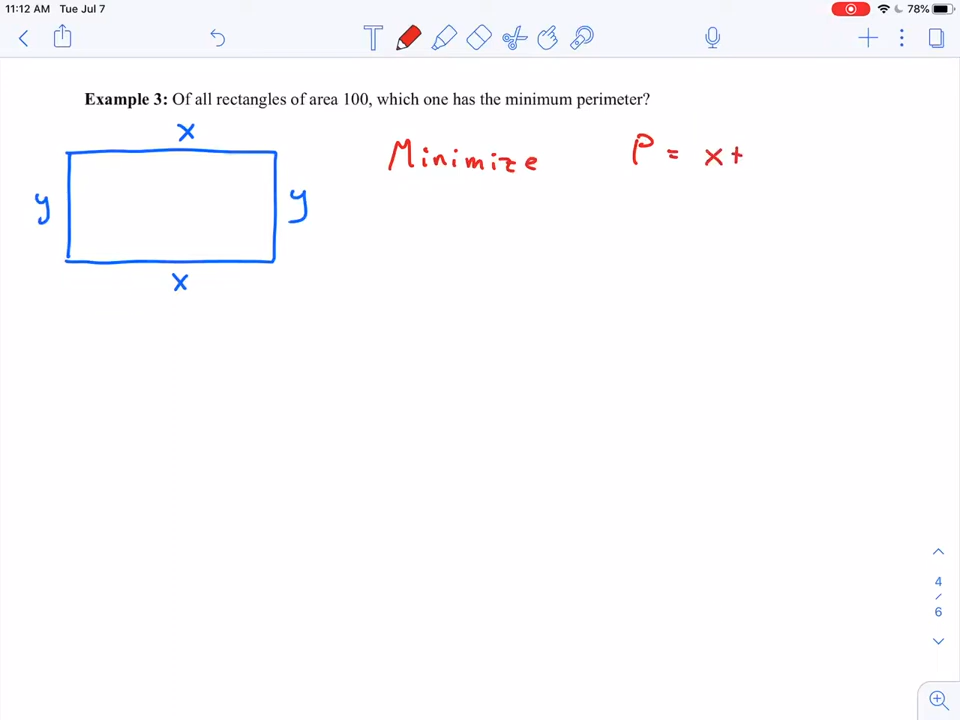 11:12 AM Tue Jul 7 78%
T
Example 3: Of all rectangles of area 100, which one has the minimum perimeter?
x
Minimize P = x+
y y
x
4
/
6